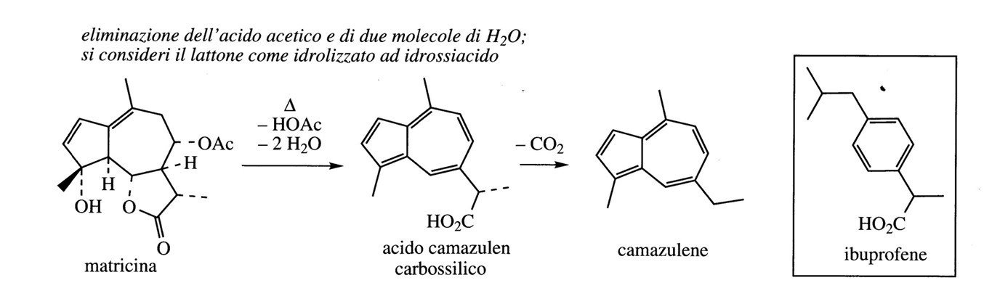 eliminazione dell'acido acetico e di due molecole di H₂O;
si consideri il lattone come idrolizzato ad idrossiacido
Δ
– HOAc
– 2 H₂O
– CO₂
OAc
H
H
OH
O
O
HO₂C
HO₂C
matricina
acido camazulen
carbossilico
camazulene
ibuprofene